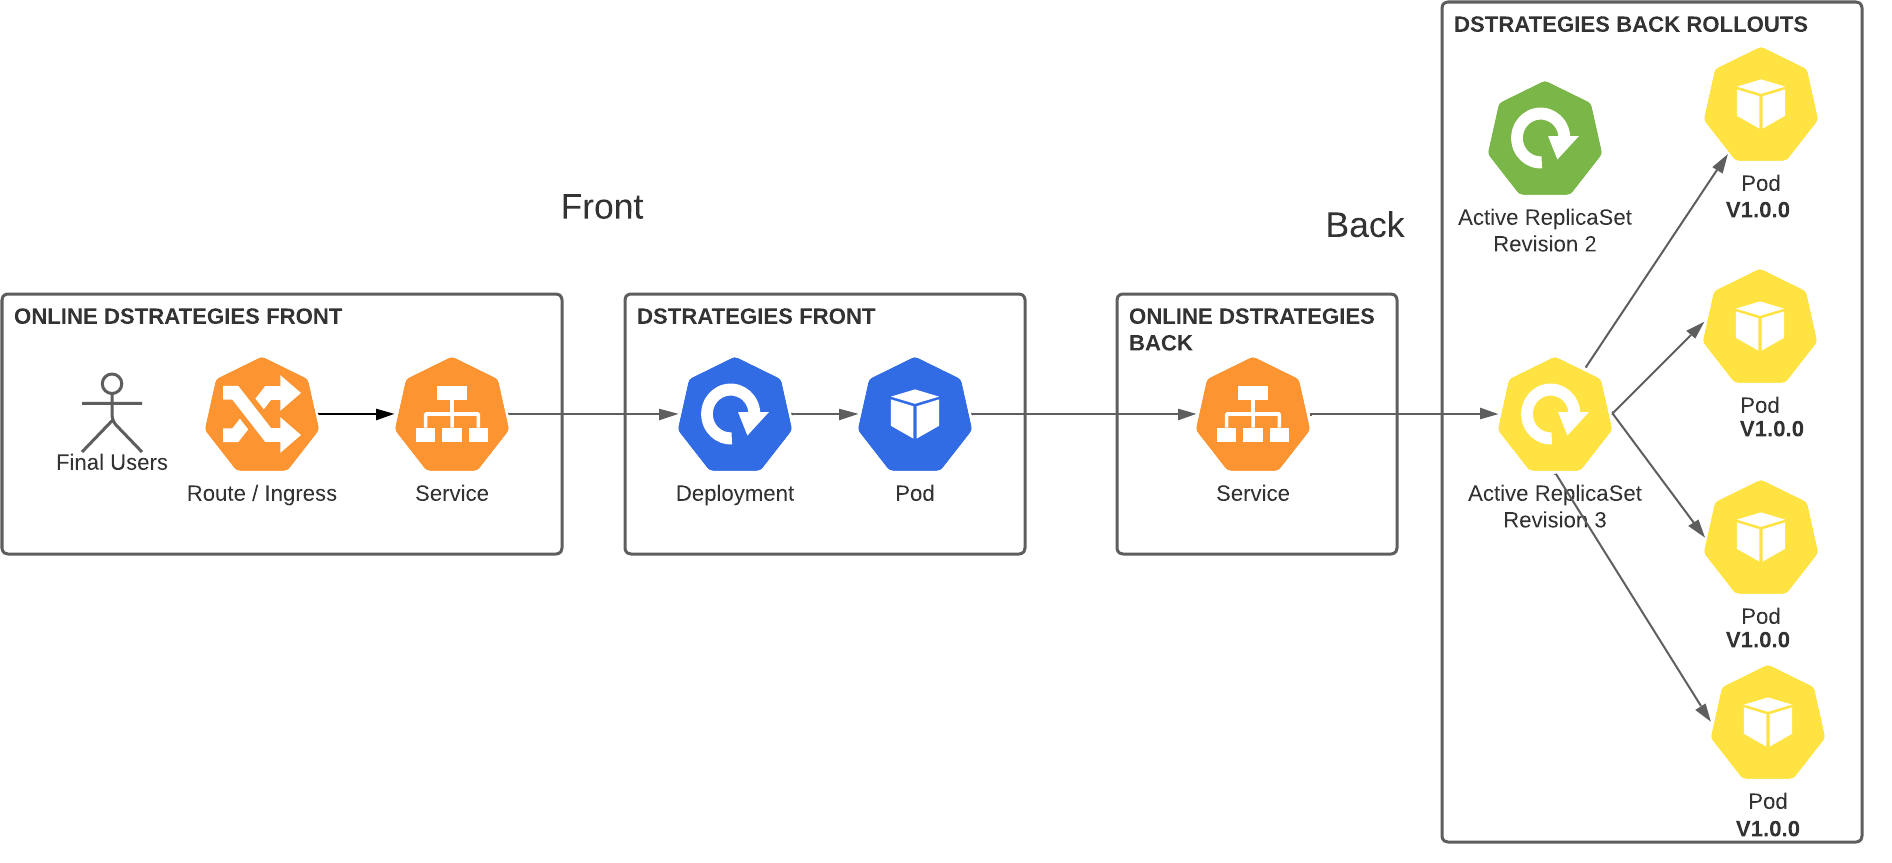 Front
Back
ONLINE DSTRATEGIES FRONT
Final Users
Route / Ingress
Service
DSTRATEGIES FRONT
Deployment
Pod
ONLINE DSTRATEGIES
BACK
Service
DSTRATEGIES BACK ROLLOUTS
Active ReplicaSet
Revision 2
Pod
V1.0.0
Pod
V1.0.0
Active ReplicaSet
Revision 3
Pod
V1.0.0
Pod
V1.0.0